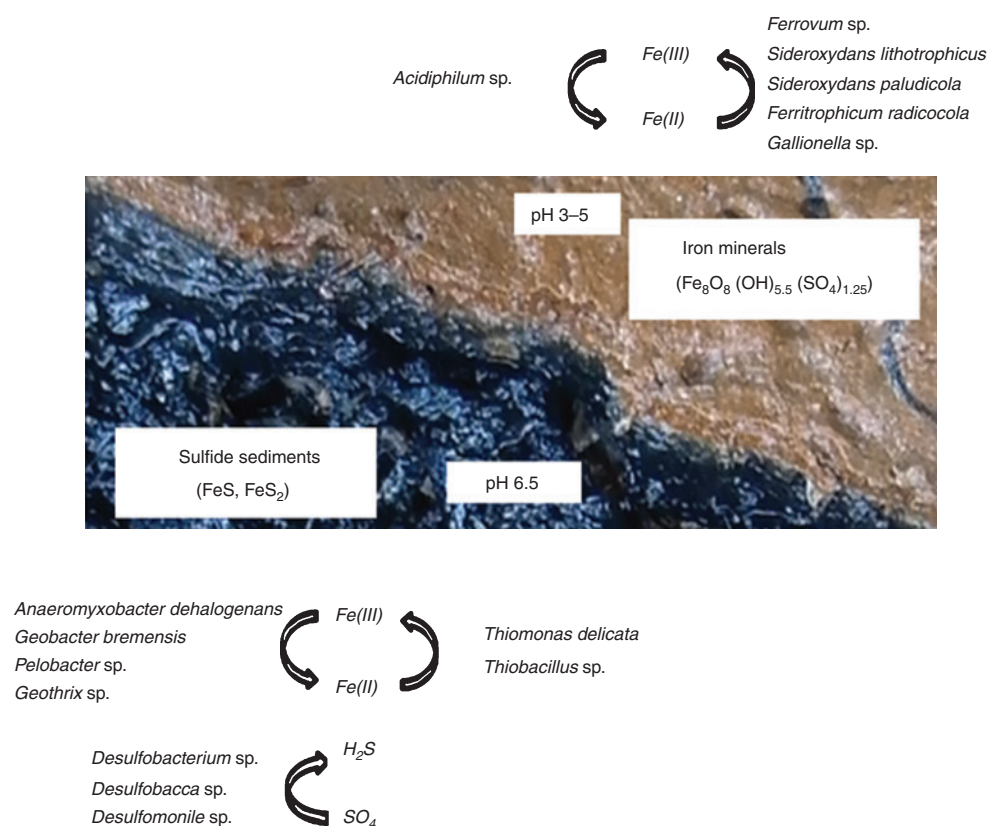 Ferrovum sp.
Acidiphilum sp.
Fe(III)
Sideroxydans lithotrophicus
Sideroxydans paludicola
Fe(II)
Ferritrophicum radicocola
Gallionella sp.
pH 3–5
Iron minerals
(Fe₈O₈ (OH)₅.₅ (SO₄)₁.₂₅)
Sulfide sediments
(FeS, FeS₂)
pH 6.5
Anaeromyxobacter dehalogenans
Geobacter bremensis
Pelobacter sp.
Geothrix sp.
Fe(III)
Fe(II)
Thiomonas delicata
Thiobacillus sp.
Desulfobacterium sp.
Desulfobacca sp.
Desulfomonile sp.
H₂S
SO₄